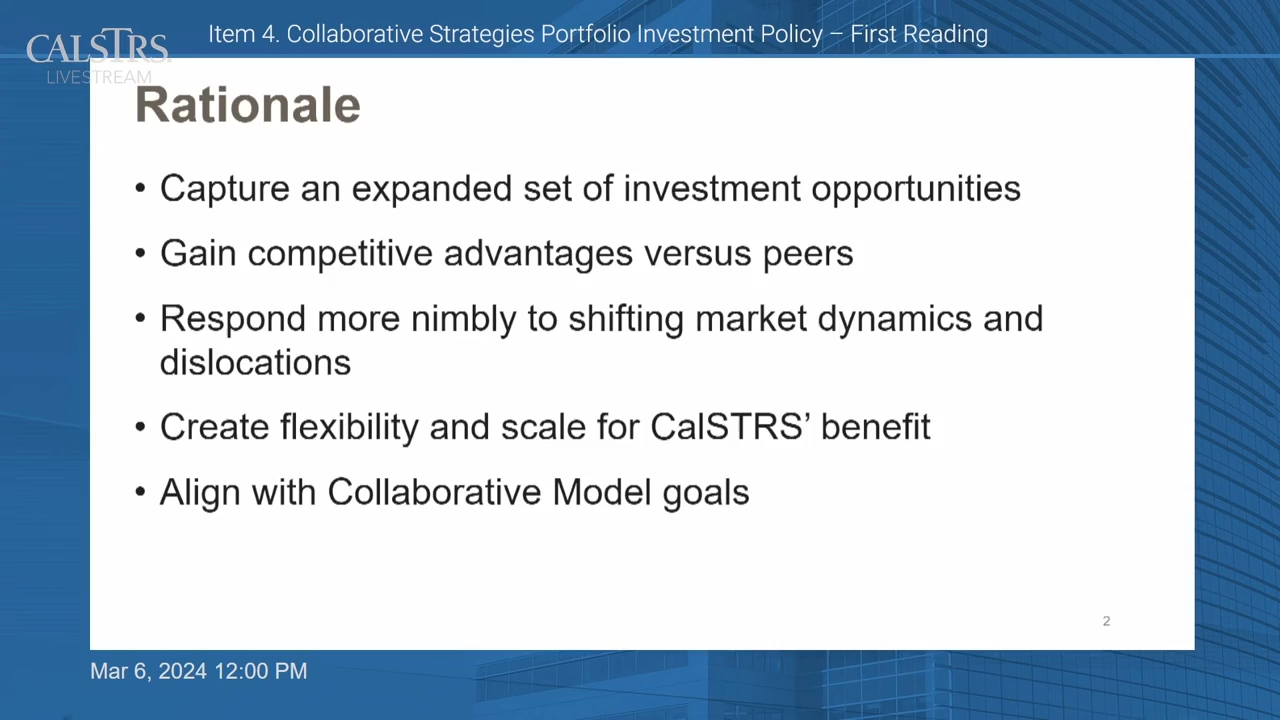 Item 4. Collaborative Strategies Portfolio Investment Policy – First Reading
CALSTRS
LIVESTREAM
Rationale
• Capture an expanded set of investment opportunities
• Gain competitive advantages versus peers
• Respond more nimbly to shifting market dynamics and
dislocations
• Create flexibility and scale for CalSTRS’ benefit
• Align with Collaborative Model goals
2
Mar 6, 2024 12:00 PM